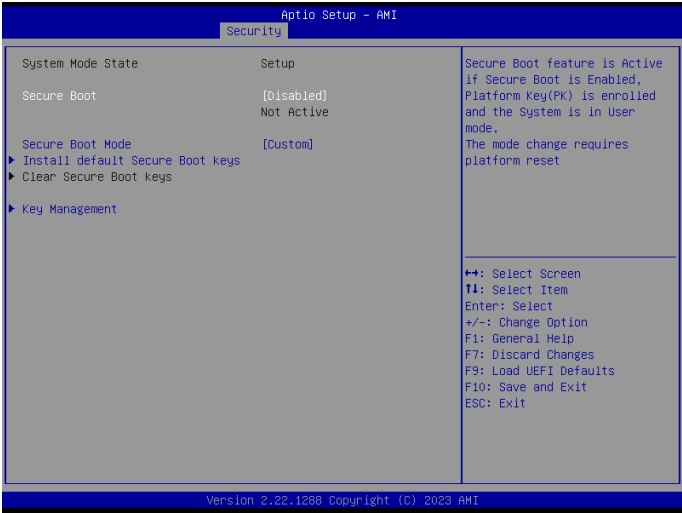 Aptio Setup - AMI
Security
System Mode State Setup
Secure Boot [Disabled]
Not Active
Secure Boot Mode [Custom]
Install default Secure Boot keys
Clear Secure Boot keys
Key Management
Secure Boot feature is Active
if Secure Boot is Enabled,
Platform Key(PK) is enrolled
and the System is in User
mode.
The mode change requires
platform reset
↔: Select Screen
↑↓: Select Item
Enter: Select
+/-: Change Option
F1: General Help
F7: Discard Changes
F9: Load UEFI Defaults
F10: Save and Exit
ESC: Exit
Version 2.22.1288 Copyright (C) 2023 AMI